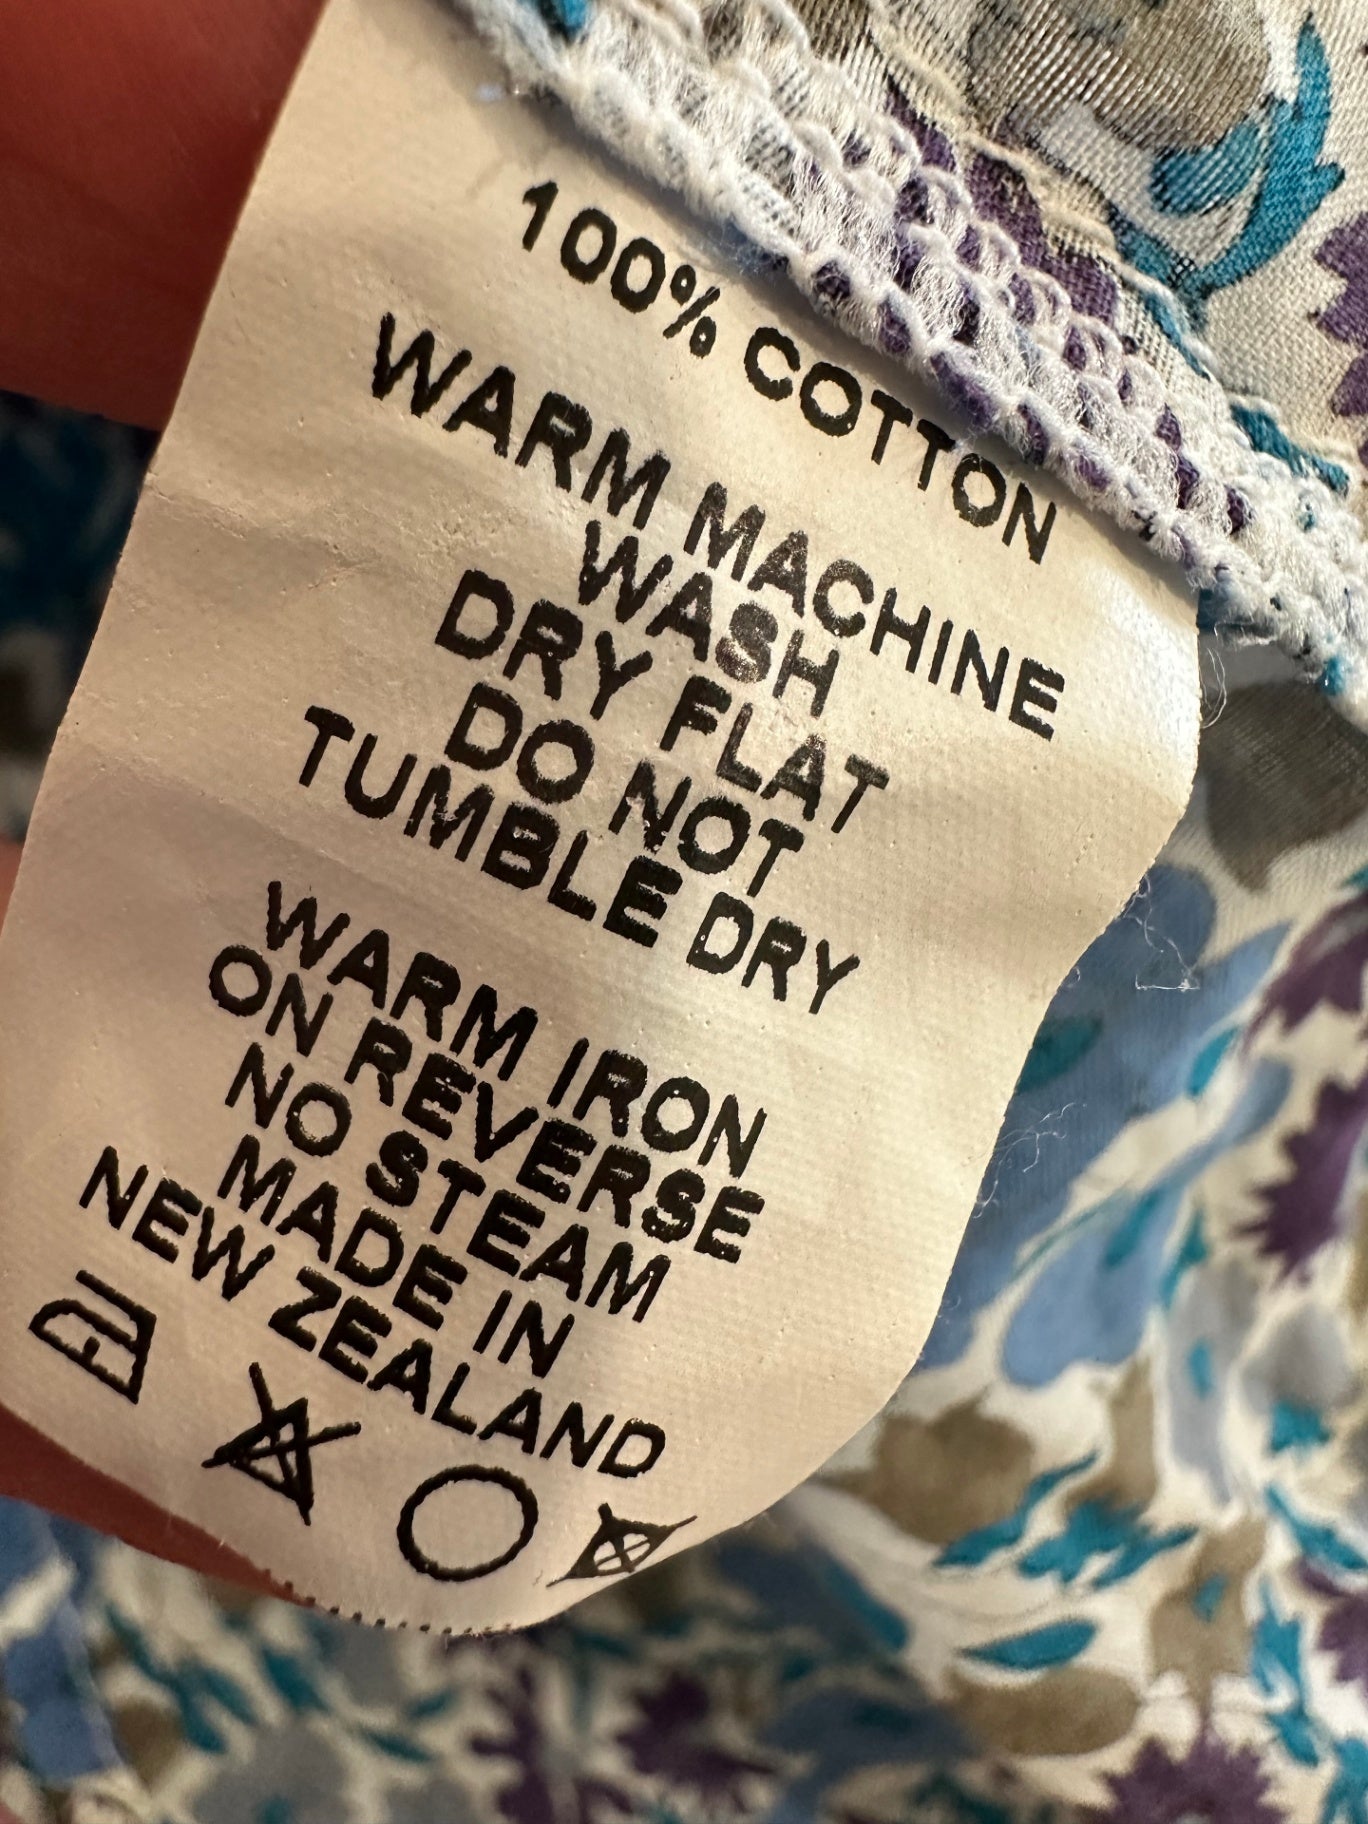 100% COTTON
WARM MACHINE
WASH
DRY FLAT
DO NOT
TUMBLE DRY
WARM IRON
ON REVERSE
NO STEAM
MADE IN
NEW ZEALAND